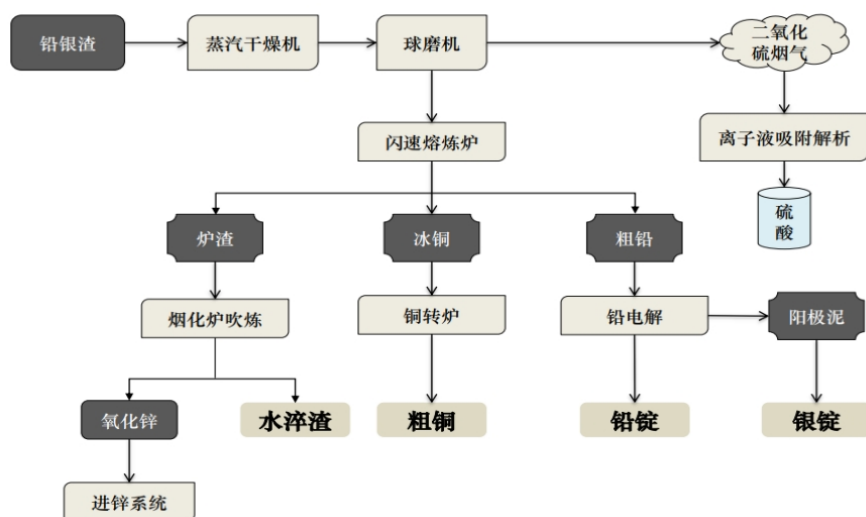 铅银渣
蒸汽干燥机
球磨机
二氧化
硫烟气
闪速熔炼炉
离子液吸附解析
硫
酸
炉渣
冰铜
粗铅
烟化炉吹炼
铜转炉
铅电解
阳极泥
氧化锌
水淬渣
粗铜
铅锭
银锭
进锌系统